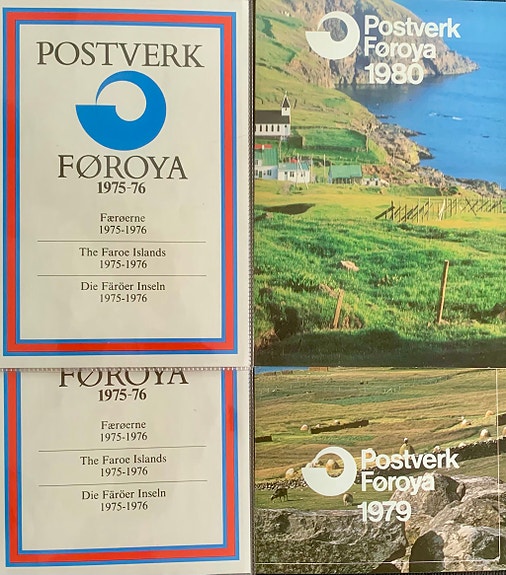 POSTVERK
FØROYA
1975-76
Færøerne
1975-1976
The Faroe Islands
1975-1976
Die Färöer Inseln
1975-1976
Postverk
Føroya
1980
FØROYA
1975-76
Færøerne
1975-1976
The Faroe Islands
1975-1976
Die Färöer Inseln
1975-1976
Postverk
Føroya
1979